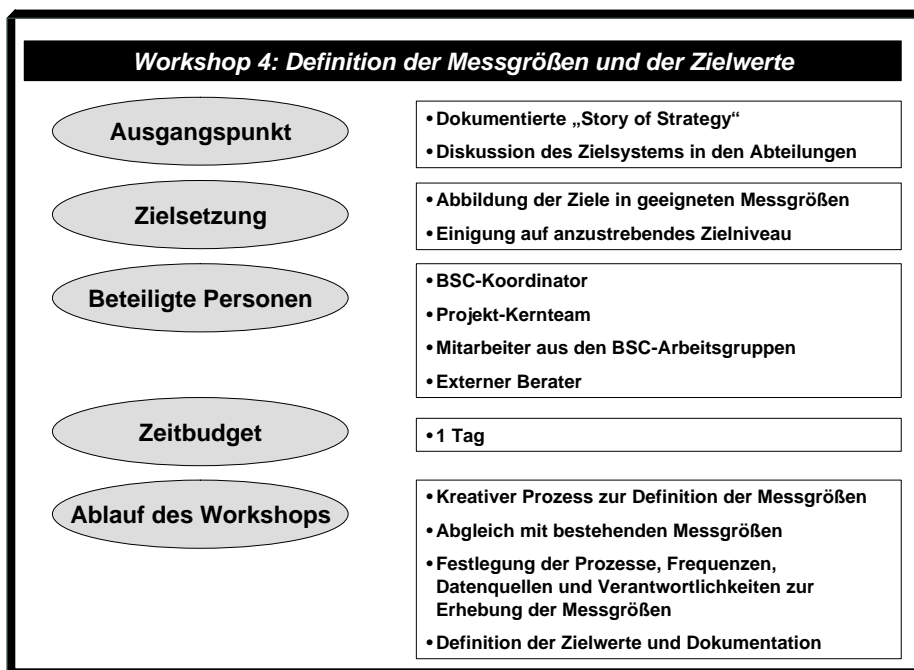 Workshop 4: Definition der Messgrößen und der Zielwerte
Ausgangspunkt
• Dokumentierte „Story of Strategy“
• Diskussion des Zielsystems in den Abteilungen
Zielsetzung
• Abbildung der Ziele in geeigneten Messgrößen
• Einigung auf anzustrebendes Zielniveau
Beteiligte Personen
• BSC-Koordinator
• Projekt-Kernteam
• Mitarbeiter aus den BSC-Arbeitsgruppen
• Externer Berater
Zeitbudget
• 1 Tag
Ablauf des Workshops
• Kreativer Prozess zur Definition der Messgrößen
• Abgleich mit bestehenden Messgrößen
• Festlegung der Prozesse, Frequenzen,
Datenquellen und Verantwortlichkeiten zur
Erhebung der Messgrößen
• Definition der Zielwerte und Dokumentation